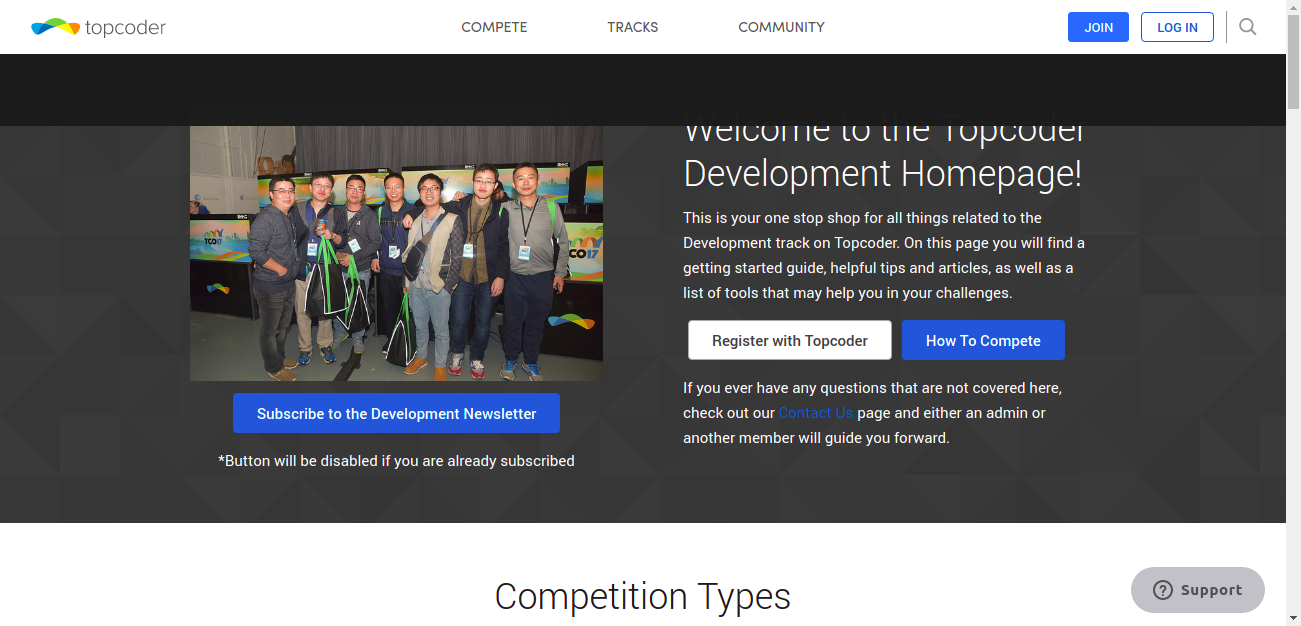 topcoder
COMPETE
TRACKS
COMMUNITY
JOIN
LOG IN
Welcome to the Topcoder
Development Homepage!
TCO17
CO17
This is your one stop shop for all things related to the
Development track on Topcoder. On this page you will find a
getting started guide, helpful tips and articles, as well as a
list of tools that may help you in your challenges.
Register with Topcoder
How To Compete
Subscribe to the Development Newsletter
*Button will be disabled if you are already subscribed
If you ever have any questions that are not covered here,
check out our Contact Us page and either an admin or
another member will guide you forward.
Competition Types
Support